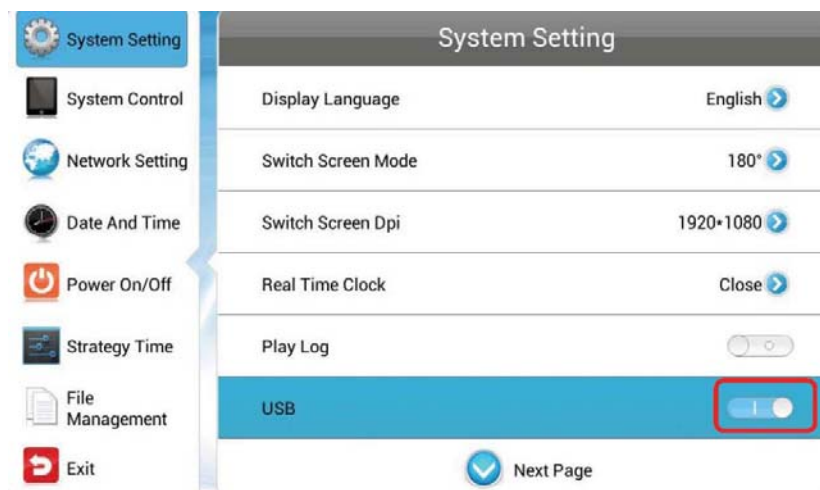 System Setting
System Setting
System Control
Display Language
English
Network Setting
Switch Screen Mode
180°
Date And Time
Switch Screen Dpi
1920*1080
Power On/Off
Real Time Clock
Close
Strategy Time
Play Log
File
Management
USB
Exit
Next Page